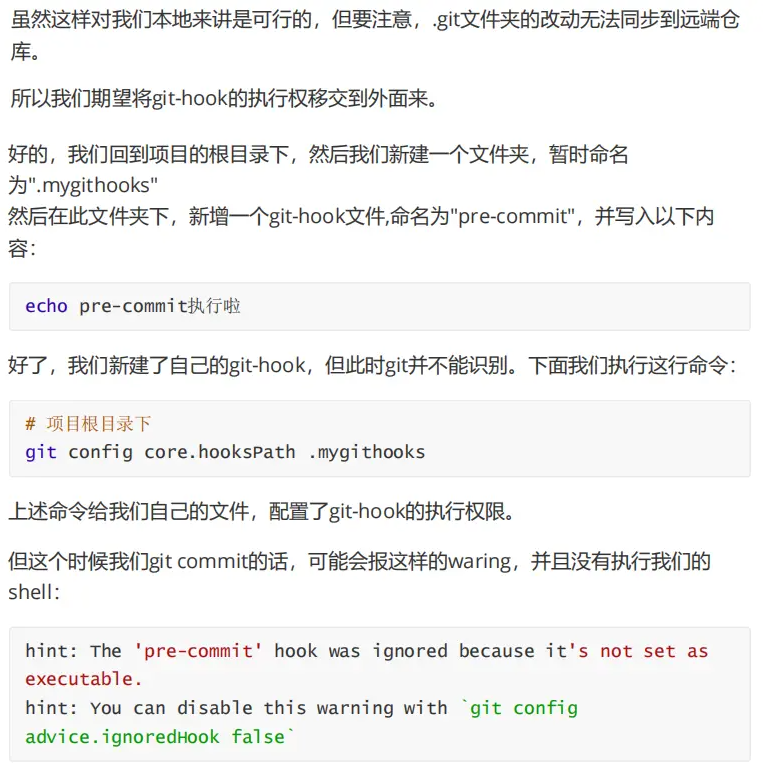 虽然这样对我们本地来讲是可行的，但要注意，.git文件夹的改动无法同步到远端仓
库。
所以我们期望将git-hook的执行权移交到外面来。
好的，我们回到项目的根目录下，然后我们新建一个文件夹，暂时命名
为".mygithooks"
然后在此文件夹下，新增一个git-hook文件,命名为"pre-commit"，并写入以下内
容：
echo pre-commit执行啦
好了，我们新建了自己的git-hook，但此时git并不能识别。下面我们执行这行命令：
# 项目根目录下
git config core.hooksPath .mygithooks
上述命令给我们自己的文件，配置了git-hook的执行权限。
但这个时候我们git commit的话，可能会报这样的waring，并且没有执行我们的
shell：
hint: The 'pre-commit' hook was ignored because it's not set as
executable.
hint: You can disable this warning with `git config
advice.ignoredHook false`